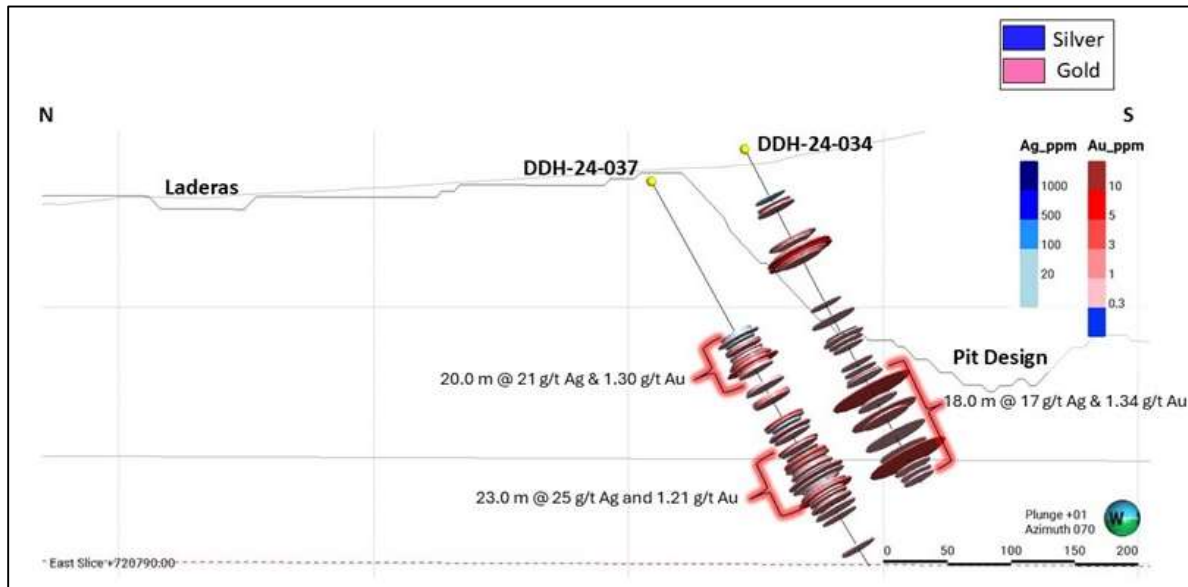 Silver
Gold
N
S
DDH-24-034
DDH-24-037
Laderas
Ag_ppm
Au_ppm
1000
500
100
20
10
5
3
1
0.3
Pit Design
20.0 m @ 21 g/t Ag & 1.30 g/t Au
18.0 m @ 17 g/t Ag & 1.34 g/t Au
23.0 m @ 25 g/t Ag and 1.21 g/t Au
Plunge +01
Azimuth 070
W
East Slice +720790.00
0 50 100 150 200